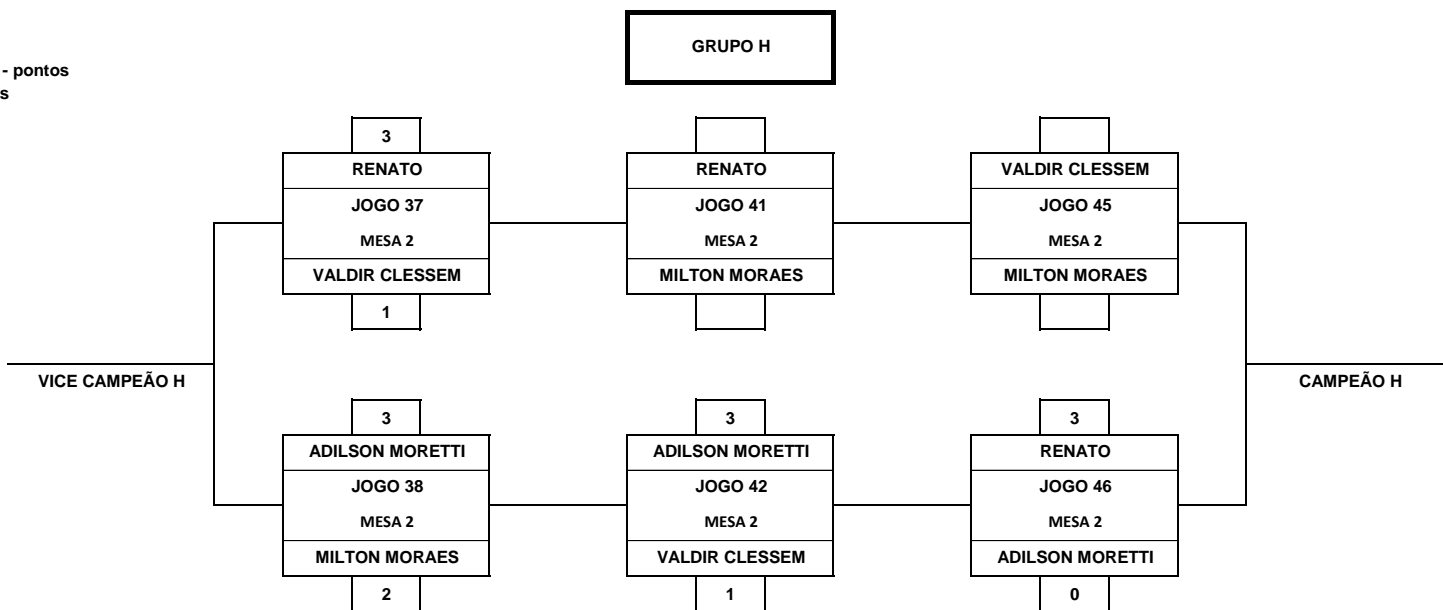 GRUPO H
- pontos
s
3
RENATO
JOGO 37
MESA 2
VALDIR CLESSEM
1
RENATO
JOGO 41
MESA 2
MILTON MORAES
VALDIR CLESSEM
JOGO 45
MESA 2
MILTON MORAES
VICE CAMPEÃO H
CAMPEÃO H
3
ADILSON MORETTI
JOGO 38
MESA 2
MILTON MORAES
2
3
ADILSON MORETTI
JOGO 42
MESA 2
VALDIR CLESSEM
1
3
RENATO
JOGO 46
MESA 2
ADILSON MORETTI
0